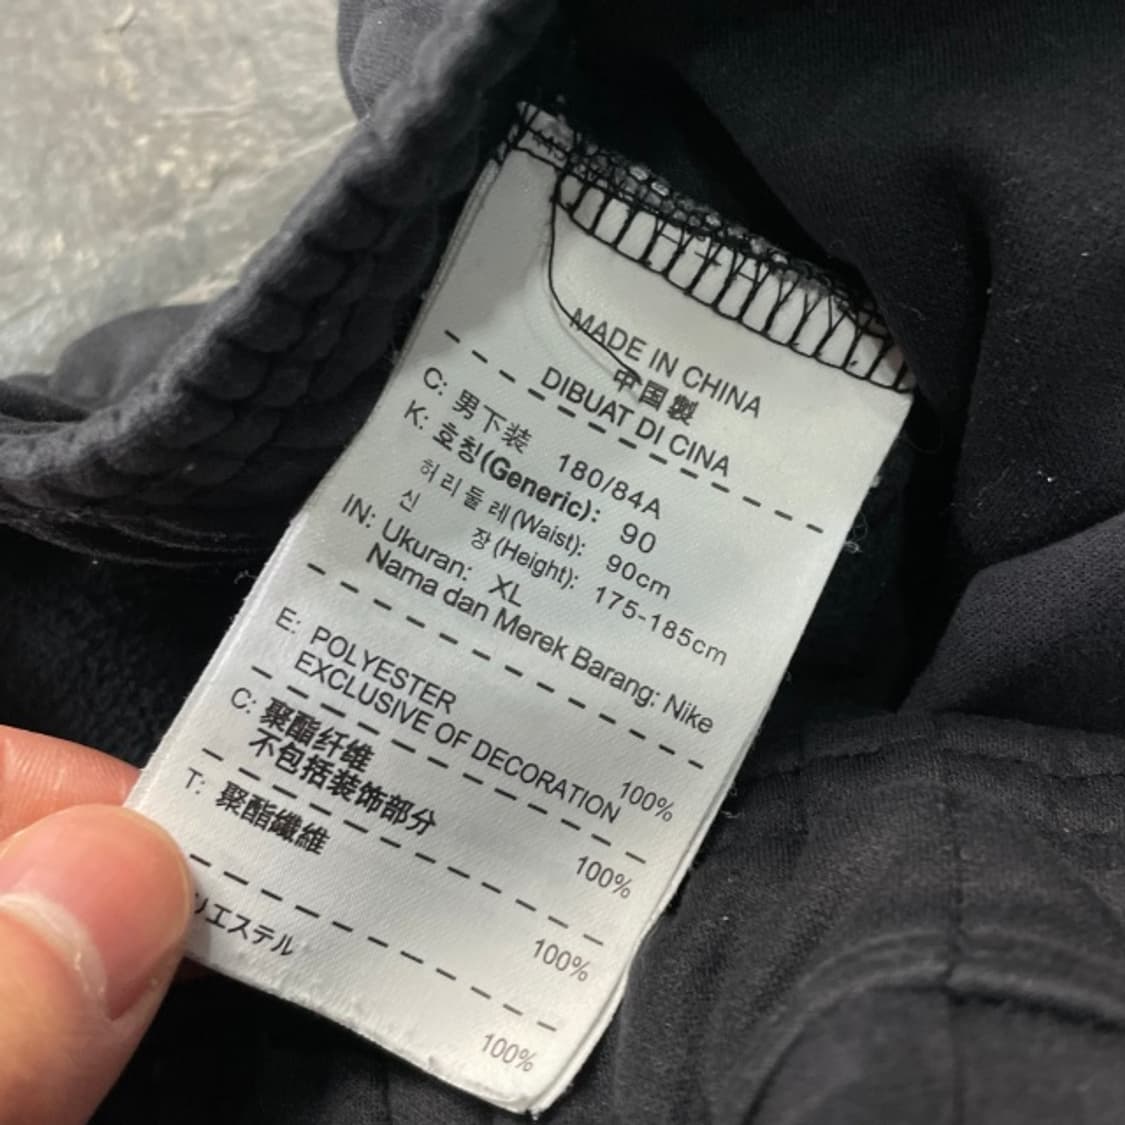 MADE IN CHINA
中国製
DIBUAT DI CINA
C: 男下装 180/84A
K: 호칭(Generic): 90
허리둘레(Waist): 90cm
신 장(Height): 175-185cm
IN: Ukuran: XL
Nama dan Merek Barang: Nike
E: POLYESTER 100%
EXCLUSIVE OF DECORATION
C: 聚酯纤维 100%
不包括装饰部分
T: 聚酯纖維 100%
リエステル 100%